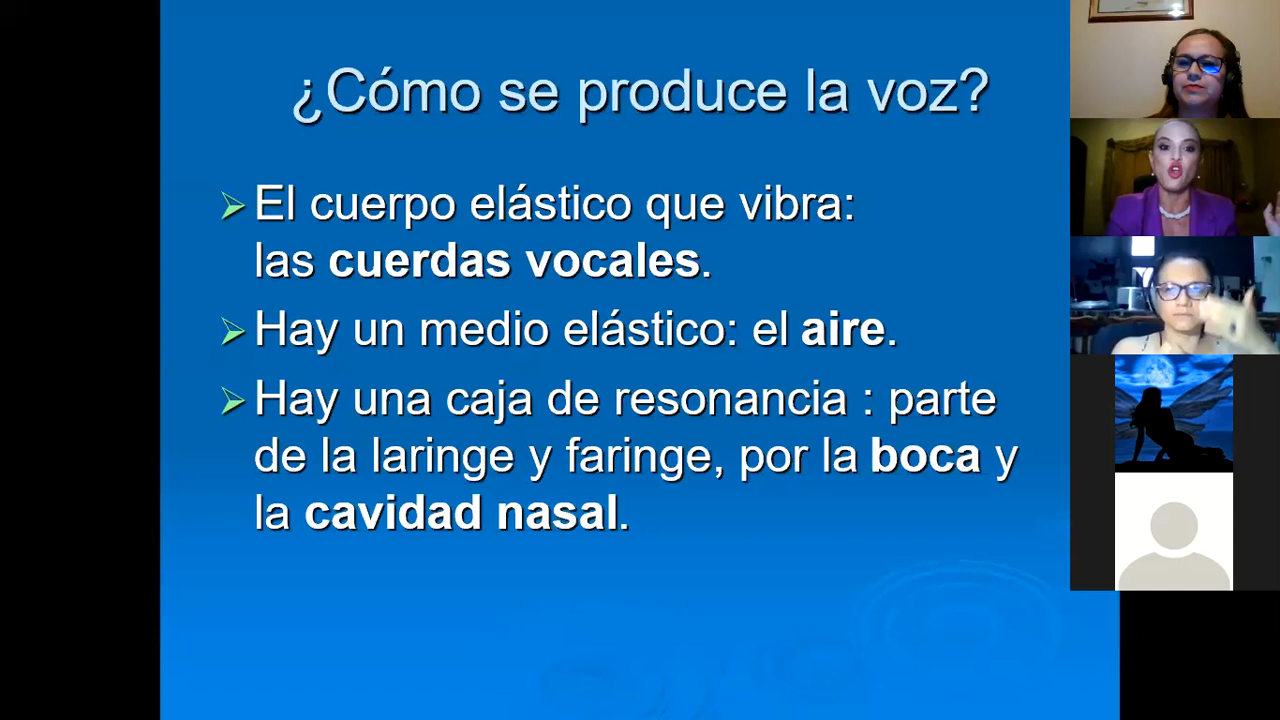 ¿Cómo se produce la voz?
El cuerpo elástico que vibra:
las cuerdas vocales.
Hay un medio elástico: el aire.
Hay una caja de resonancia : parte
de la laringe y faringe, por la boca y
la cavidad nasal.